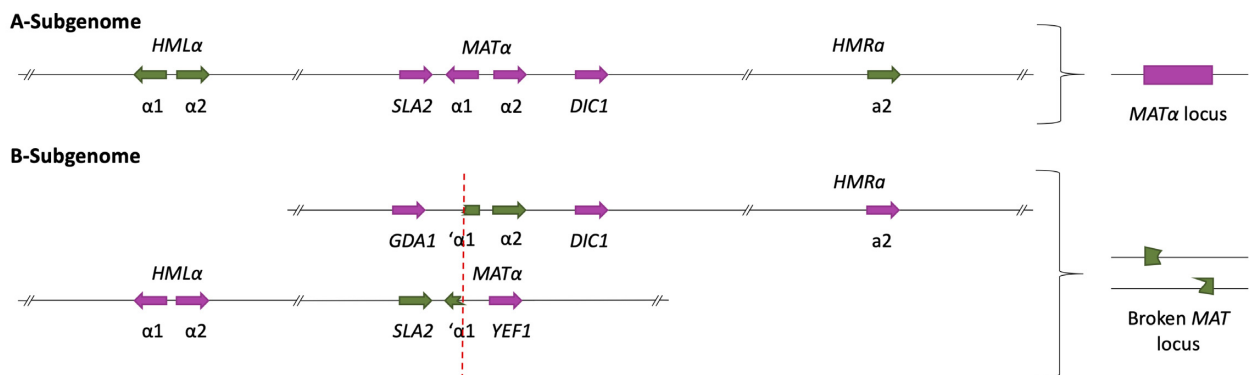 A-Subgenome
HMLα MATα HMRa
α1 α2 SLA2 α1 α2 DIC1 a2
MATα locus
B-Subgenome
HMRa
GDA1 ‘α1 α2 DIC1 a2
HMLα MATα
α1 α2 SLA2 ‘α1 YEF1
Broken MAT
locus